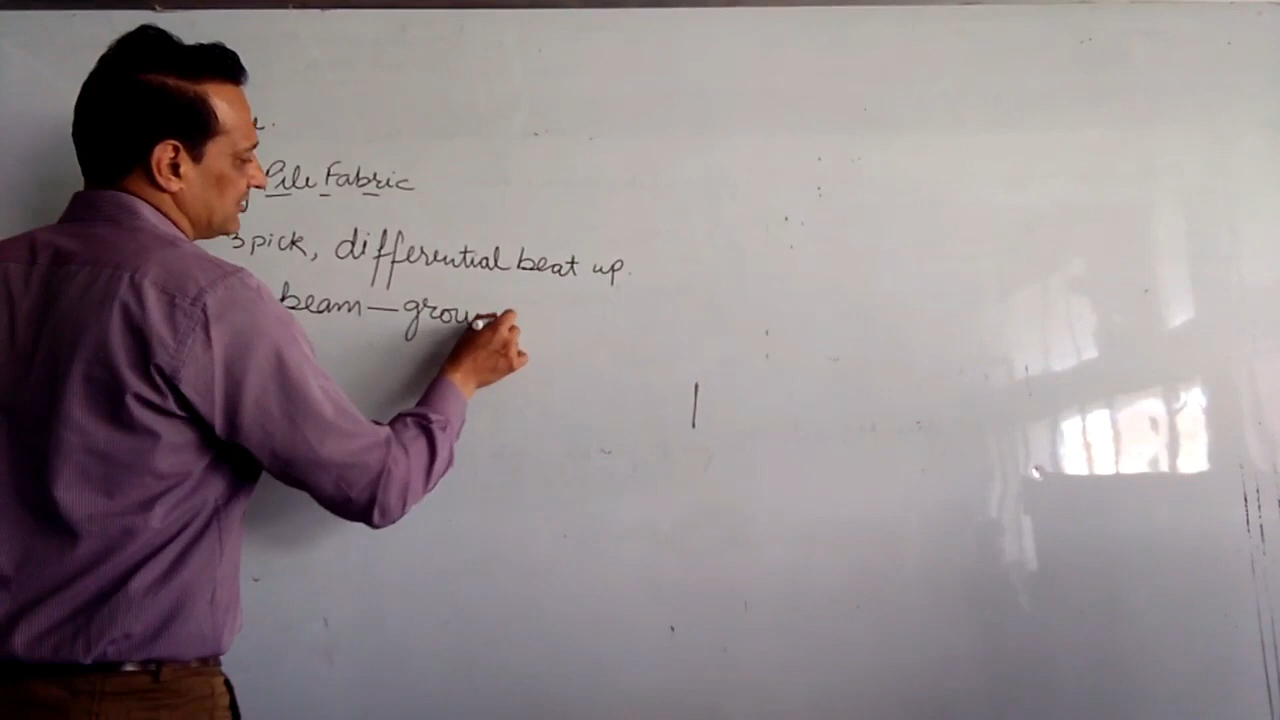 Pile Fabric
3 pick, differential beat up.
beam — grou